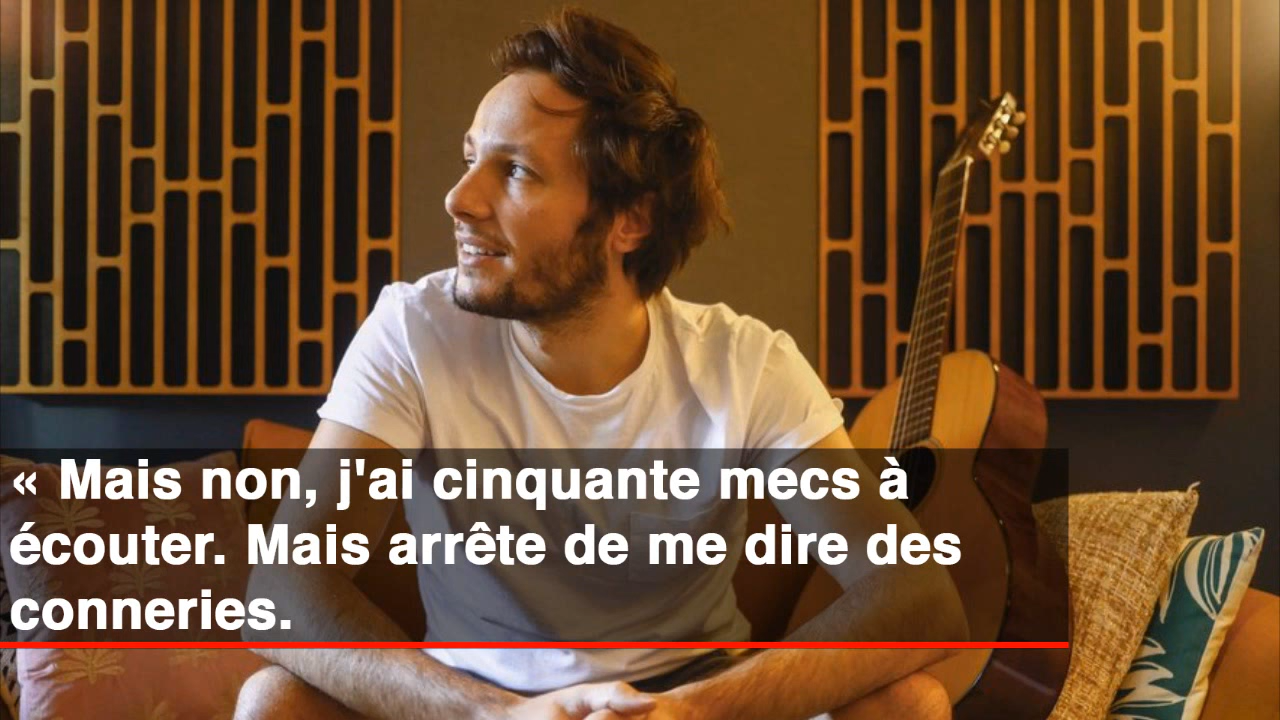 « Mais non, j'ai cinquante mecs à
écouter. Mais arrête de me dire des
conneries.